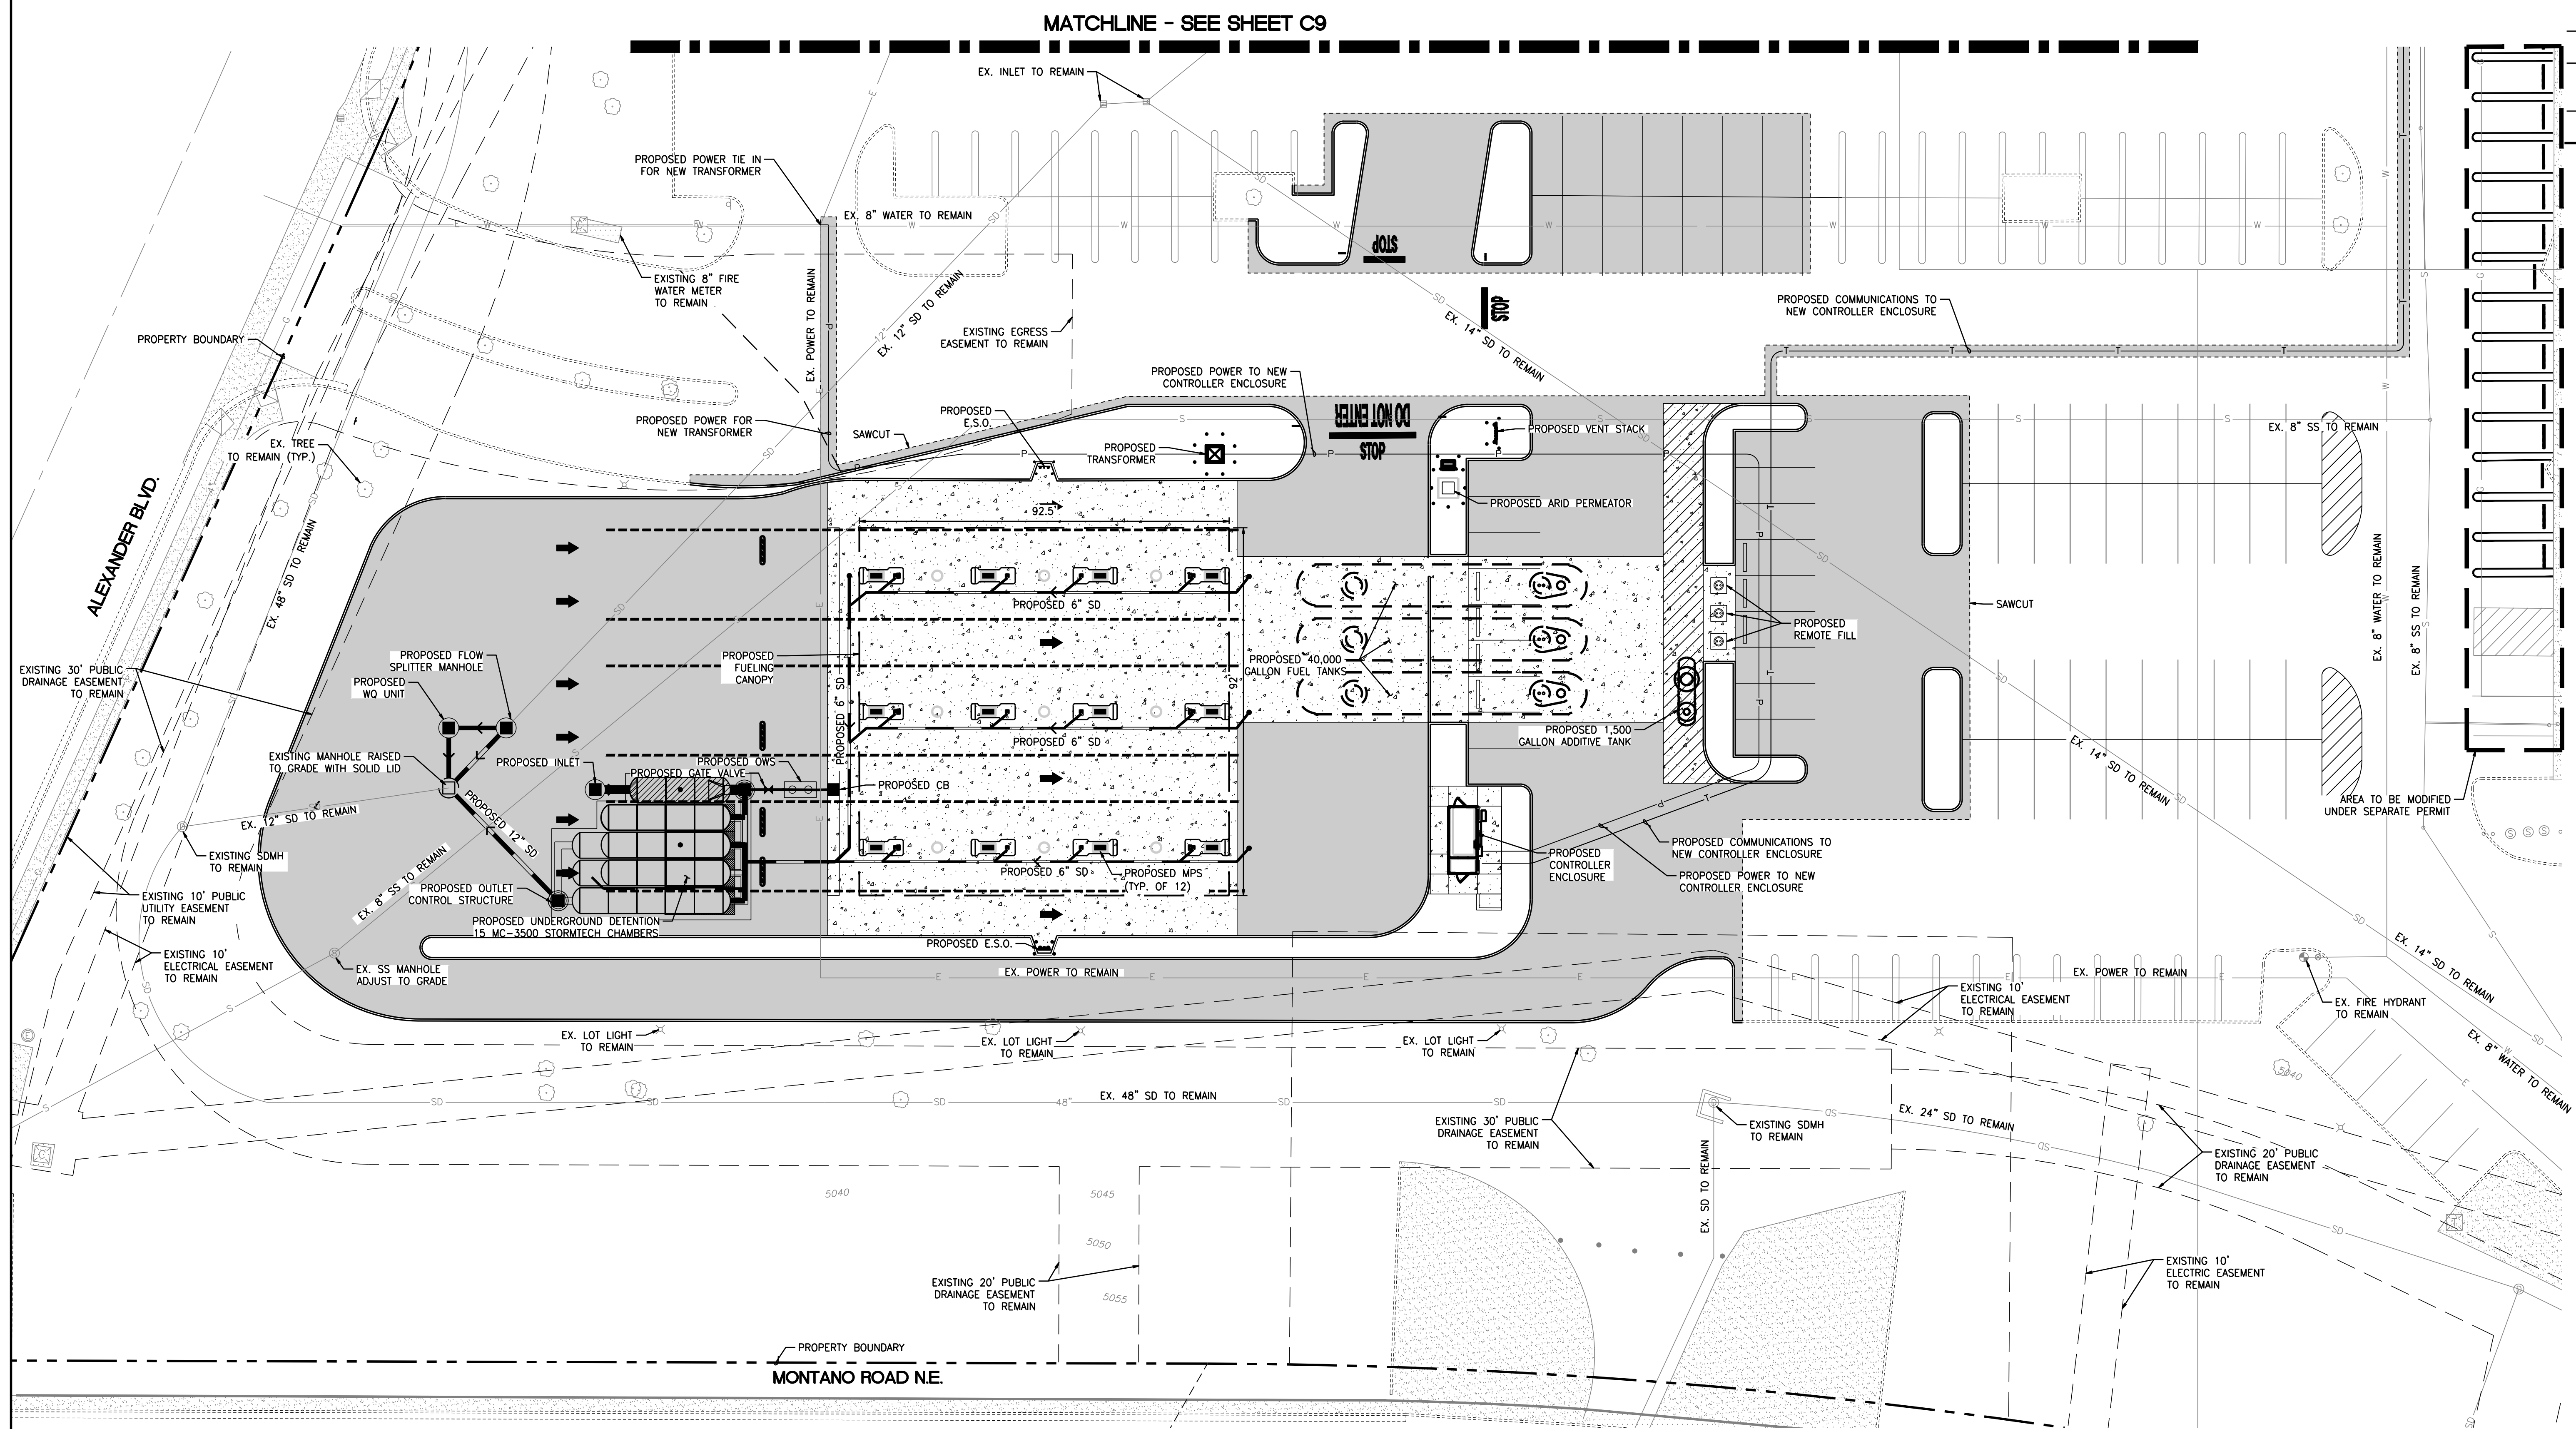 MATCHLINE - SEE SHEET C9
EX. INLET TO REMAIN
PROPOSED POWER TIE IN
FOR NEW TRANSFORMER
EX. 8" WATER TO REMAIN
EXISTING 8" FIRE
WATER METER
TO REMAIN
EX. POWER TO REMAIN
12"
EX. 12" SD TO REMAIN
EXISTING EGRESS
EASEMENT TO REMAIN
STOP
STOP
EX. 14" SD TO REMAIN
PROPOSED COMMUNICATIONS TO
NEW CONTROLLER ENCLOSURE
PROPERTY BOUNDARY
PROPOSED POWER TO NEW
CONTROLLER ENCLOSURE
PROPOSED
E.S.O.
PROPOSED POWER FOR
NEW TRANSFORMER
SAWCUT
DO NOT ENTER
STOP
PROPOSED VENT STACK
EX. 8" SS TO REMAIN
EX. TREE
TO REMAIN (TYP.)
PROPOSED
TRANSFORMER
PROPOSED ARID PERMEATOR
92.5'
ALEXANDER BLVD.
EX. 48" SD TO REMAIN
EX. 8" WATER TO REMAIN
EX. 8" SS TO REMAIN
PROPOSED 6" SD
SAWCUT
PROPOSED
REMOTE FILL
EXISTING 30' PUBLIC
DRAINAGE EASEMENT
TO REMAIN
PROPOSED FLOW
SPLITTER MANHOLE
PROPOSED
WQ UNIT
PROPOSED
FUELING
CANOPY
PROPOSED 6" SD
92'
PROPOSED 40,000
GALLON FUEL TANKS
PROPOSED 1,500
GALLON ADDITIVE TANK
PROPOSED 6" SD
EXISTING MANHOLE RAISED
TO GRADE WITH SOLID LID
PROPOSED INLET
PROPOSED OWS
PROPOSED GATE VALVE
PROPOSED CB
EX. 14" SD TO REMAIN
AREA TO BE MODIFIED
UNDER SEPARATE PERMIT
EX. 12" SD TO REMAIN
PROPOSED 12" SD
EXISTING SDMH
TO REMAIN
EX. 8" SS TO REMAIN
PROPOSED OUTLET
CONTROL STRUCTURE
PROPOSED UNDERGROUND DETENTION
15 MC-3500 STORMTECH CHAMBERS
PROPOSED 6" SD
PROPOSED MPS
(TYP. OF 12)
PROPOSED
CONTROLLER
ENCLOSURE
PROPOSED COMMUNICATIONS TO
NEW CONTROLLER ENCLOSURE
PROPOSED POWER TO NEW
CONTROLLER ENCLOSURE
EXISTING 10' PUBLIC
UTILITY EASEMENT
TO REMAIN
EXISTING 10'
ELECTRICAL EASEMENT
TO REMAIN
EX. SS MANHOLE
ADJUST TO GRADE
PROPOSED E.S.O.
EX. POWER TO REMAIN
EX. POWER TO REMAIN
EX. 14" SD TO REMAIN
EXISTING 10'
ELECTRICAL EASEMENT
TO REMAIN
EX. FIRE HYDRANT
TO REMAIN
EX. LOT LIGHT
TO REMAIN
EX. LOT LIGHT
TO REMAIN
EX. LOT LIGHT
TO REMAIN
EX. 8" WATER TO REMAIN
5040
48"
EX. 48" SD TO REMAIN
EXISTING 30' PUBLIC
DRAINAGE EASEMENT
TO REMAIN
EXISTING SDMH
TO REMAIN
EX. 24" SD TO REMAIN
EX. SD TO REMAIN
EXISTING 20' PUBLIC
DRAINAGE EASEMENT
TO REMAIN
5040
5045
5050
5055
EXISTING 20' PUBLIC
DRAINAGE EASEMENT
TO REMAIN
EXISTING 10'
ELECTRIC EASEMENT
TO REMAIN
PROPERTY BOUNDARY
MONTANO ROAD N.E.